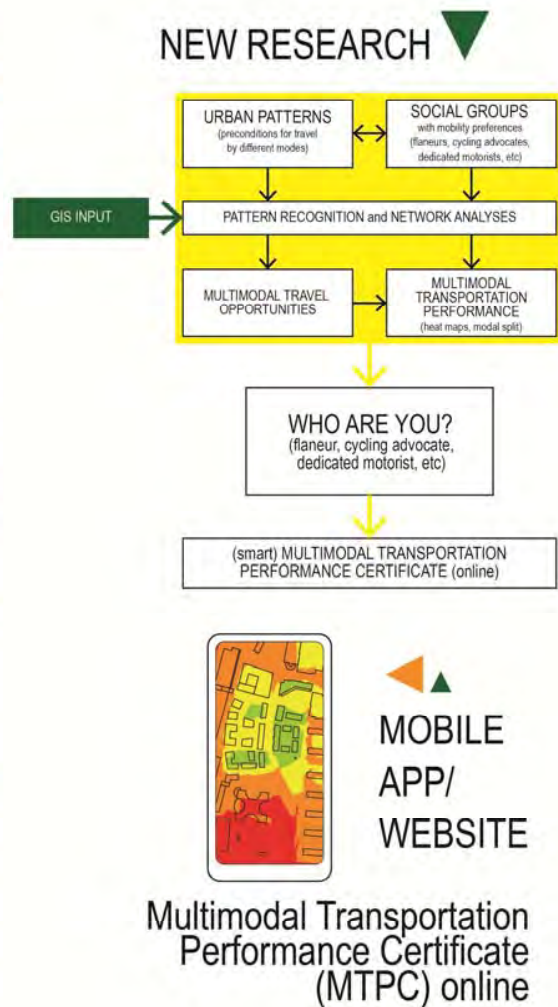 NEW RESEARCH
URBAN PATTERNS
(preconditions for travel
by different modes)
SOCIAL GROUPS
with mobility preferences
(flaneurs, cycling advocates,
dedicated motorists, etc)
GIS INPUT
PATTERN RECOGNITION and NETWORK ANALYSES
MULTIMODAL TRAVEL
OPPORTUNITIES
MULTIMODAL
TRANSPORTATION
PERFORMANCE
(heat maps, modal split)
WHO ARE YOU?
(flaneur, cycling advocate,
dedicated motorist, etc)
(smart) MULTIMODAL TRANSPORTATION
PERFORMANCE CERTIFICATE (online)
MOBILE
APP/
WEBSITE
Multimodal Transportation
Performance Certificate
(MTPC) online